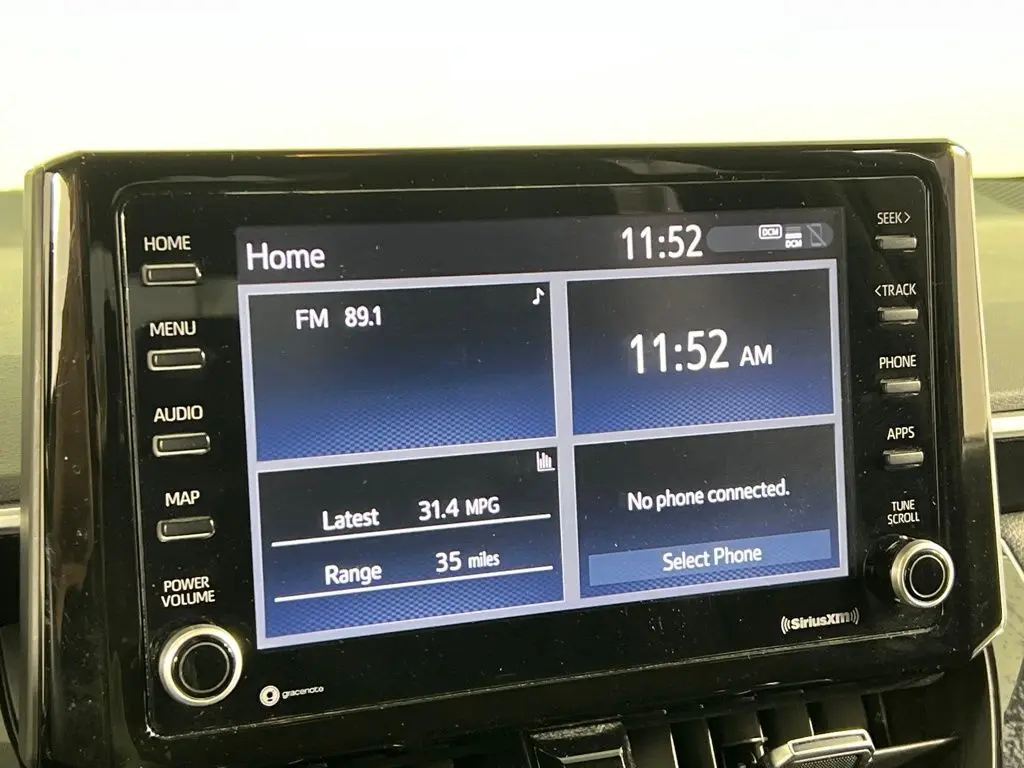 HOME
MENU
AUDIO
MAP
POWER
VOLUME
Home
11:52
DCM
DCM
FM 89.1
11:52 AM
Latest 31.4 MPG
Range 35 miles
No phone connected.
Select Phone
SEEK>
<TRACK
PHONE
APPS
TUNE
SCROLL
gracenote
((SiriusXM))